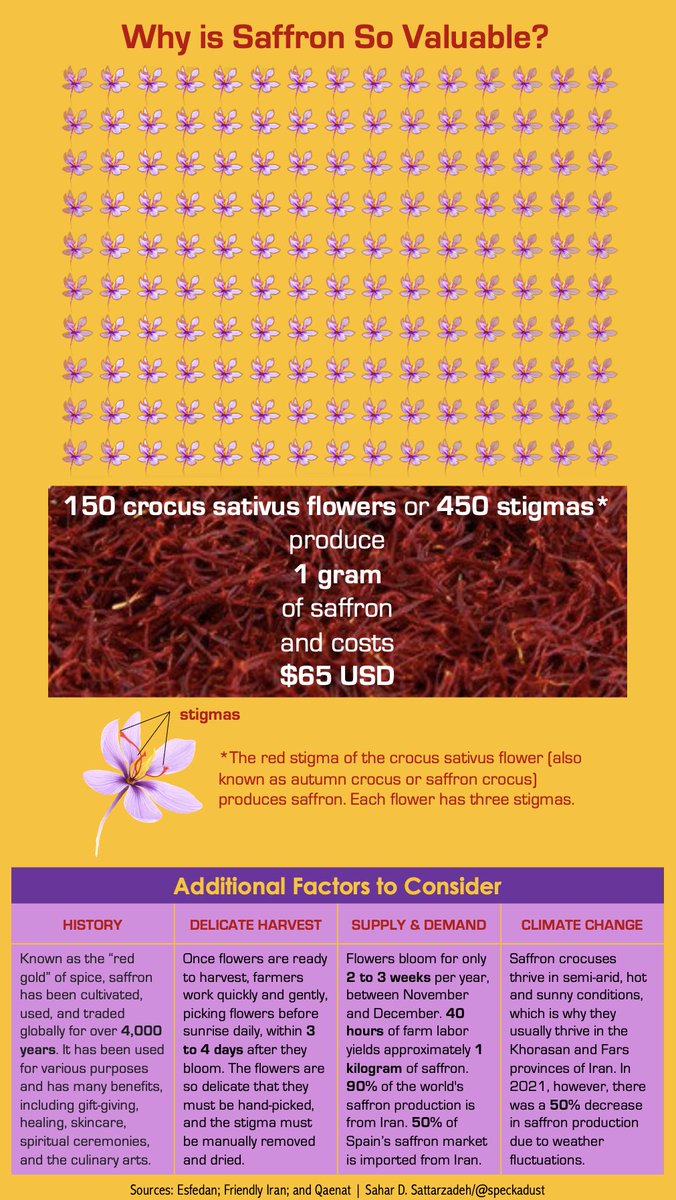 Why is Saffron So Valuable?
150 crocus sativus flowers or 450 stigmas*
produce
1 gram
of saffron
and costs
$65 USD
stigmas
*The red stigma of the crocus sativus flower (also
known as autumn crocus or saffron crocus)
produces saffron. Each flower has three stigmas.
Additional Factors to Consider
HISTORY
Known as the “red
gold” of spice, saffron
has been cultivated,
used, and traded
globally for over 4,000
years. It has been used
for various purposes
and has many benefits,
including gift-giving,
healing, skincare,
spiritual ceremonies,
and the culinary arts.
DELICATE HARVEST
Once flowers are ready
to harvest, farmers
work quickly and gently,
picking flowers before
sunrise daily, within 3
to 4 days after they
bloom. The flowers are
so delicate that they
must be hand-picked,
and the stigma must
be manually removed
and dried.
SUPPLY & DEMAND
Flowers bloom for only
2 to 3 weeks per year,
between November
and December. 40
hours of farm labor
yields approximately 1
kilogram of saffron.
90% of the world's
saffron production is
from Iran. 50% of
Spain's saffron market
is imported from Iran.
CLIMATE CHANGE
Saffron crocuses
thrive in semi-arid, hot
and sunny conditions,
which is why they
usually thrive in the
Khorasan and Fars
provinces of Iran. In
2021, however, there
was a 50% decrease
in saffron production
due to weather
fluctuations.
Sources: Esfedan; Friendly Iran; and Qaenat | Sahar D. Sattarzadeh/@speckadust